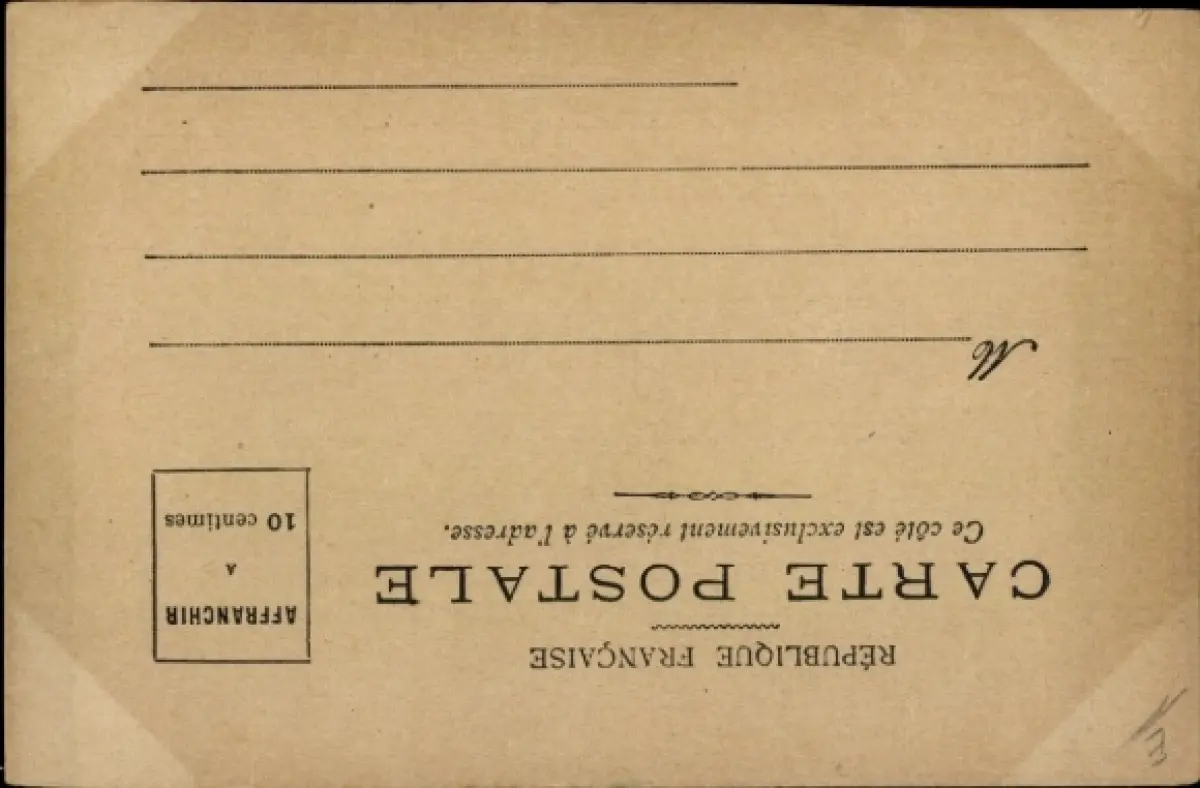 RÉPUBLIQUE FRANÇAISE
CARTE POSTALE
Ce côté est exclusivement réservé à l'adresse.
AFFRANCHIR
A
10 centimes
M